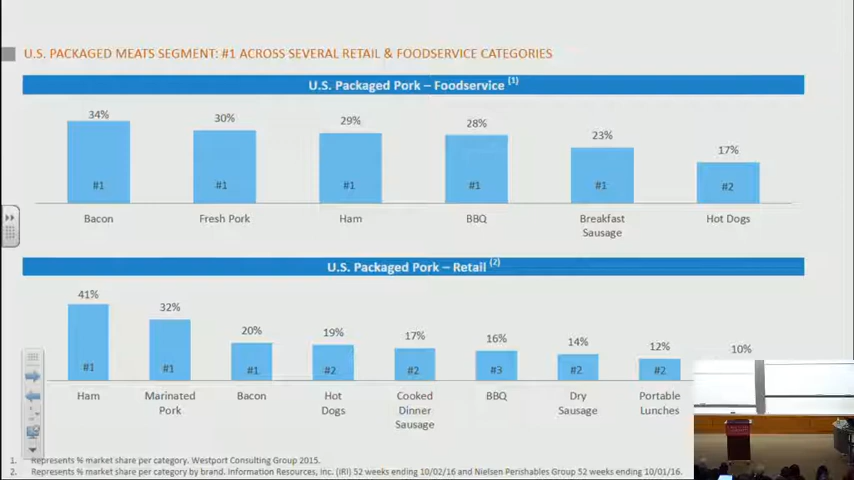 U.S. PACKAGED MEATS SEGMENT: #1 ACROSS SEVERAL RETAIL & FOODSERVICE CATEGORIES
U.S. Packaged Pork – Foodservice (1)
34% 30% 29% 28% 23% 17%
#1 #1 #1 #1 #1 #2
Bacon Fresh Pork Ham BBQ Breakfast Sausage Hot Dogs
U.S. Packaged Pork – Retail (2)
41% 32% 20% 19% 17% 16% 14% 12% 10%
#1 #1 #1 #2 #2 #3 #2 #2
Ham Marinated Pork Bacon Hot Dogs Cooked Dinner Sausage BBQ Dry Sausage Portable Lunches
1. Represents % market share per category. Westport Consulting Group 2015.
2. Represents % market share per category by brand. Information Resources, Inc. (IRI) 52 weeks ending 10/02/16 and Nielsen Perishables Group 52 weeks ending 10/01/16.